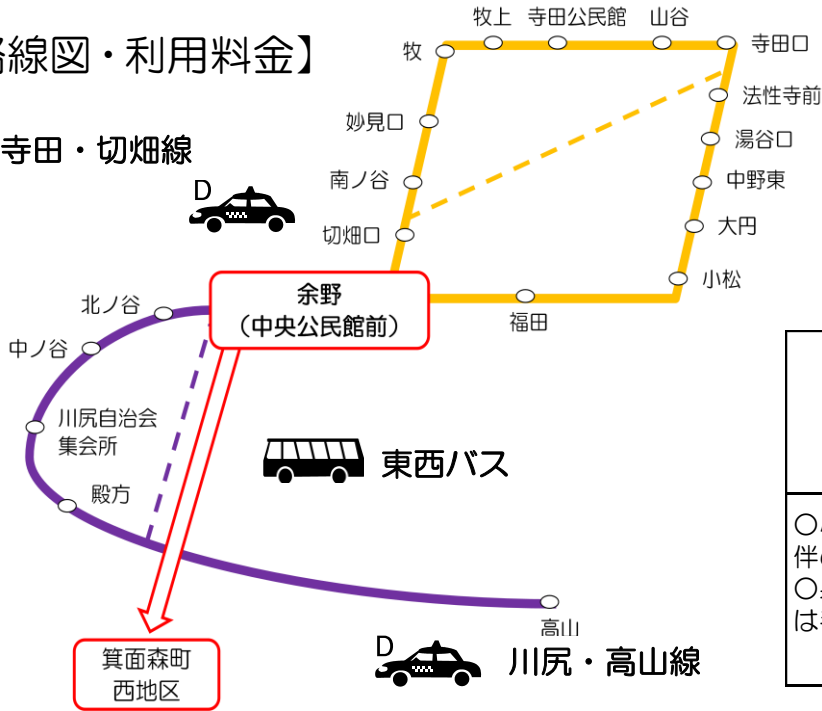 路線図・利用料金】
寺田・切畑線
D
牧上
寺田公民館
山谷
寺田口
牧
法性寺前
妙見口
湯谷口
南ノ谷
中野東
切畑口
大円
小松
福田
余野
（中央公民館前）
北ノ谷
中ノ谷
川尻自治会
集会所
殿方
東西バス
高山
D
川尻・高山線
箕面森町
西地区
伴
は